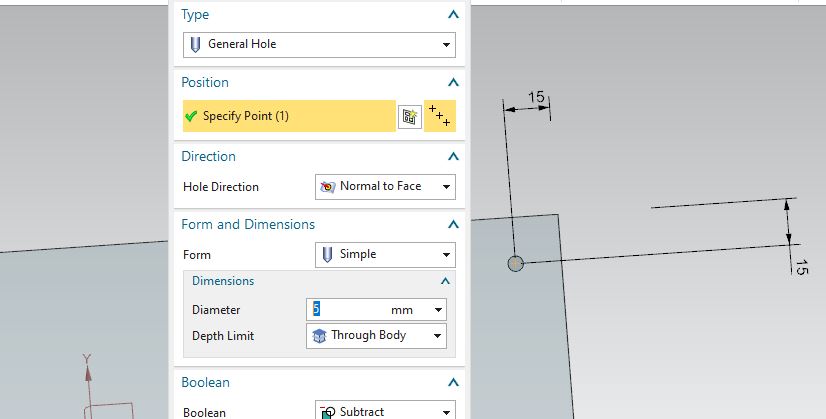 Type
General Hole
Position
Specify Point (1)
Direction
Hole Direction Normal to Face
Form and Dimensions
Form Simple
Dimensions
Diameter 5 mm
Depth Limit Through Body
Boolean
Boolean Subtract
15
15
Y